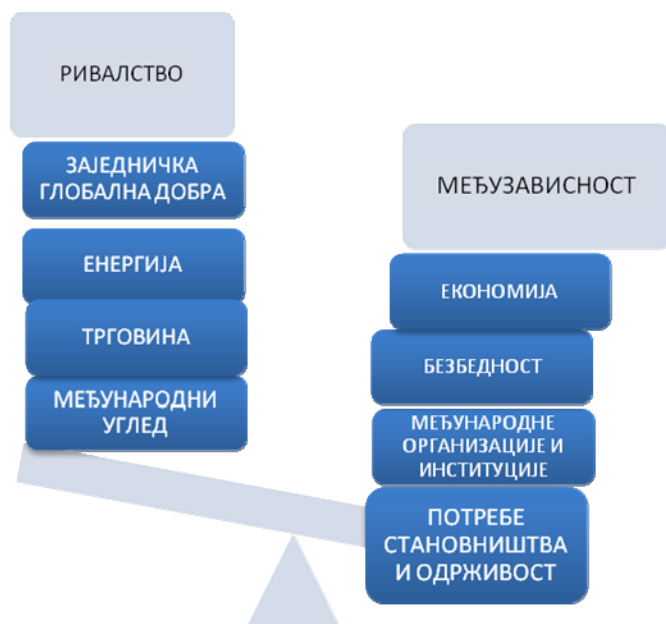 РИВАЛСТВО
ЗАЈЕДНИЧКА
ГЛОБАЛНА ДОБРА
ЕНЕРГИЈА
ТРГОВИНА
МЕЂУНАРОДНИ
УГЛЕД
МЕЂУЗАВИСНОСТ
ЕКОНОМИЈА
БЕЗБЕДНОСТ
МЕЂУНАРОДНЕ
ОРГАНИЗАЦИЈЕ И
ИНСТИТУЦИЈЕ
ПОТРЕБЕ
СТАНОВНИШТВА
И ОДРЖИВОСТ